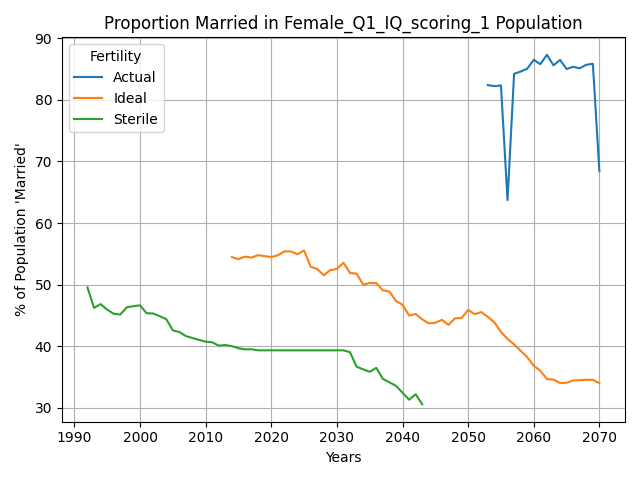 Proportion Married in Female_Q1_IQ_scoring_1 Population
% of Population 'Married'
90
80
70
60
50
40
30
Fertility
Actual
Ideal
Sterile
1990 2000 2010 2020 2030 2040 2050 2060 2070
Years